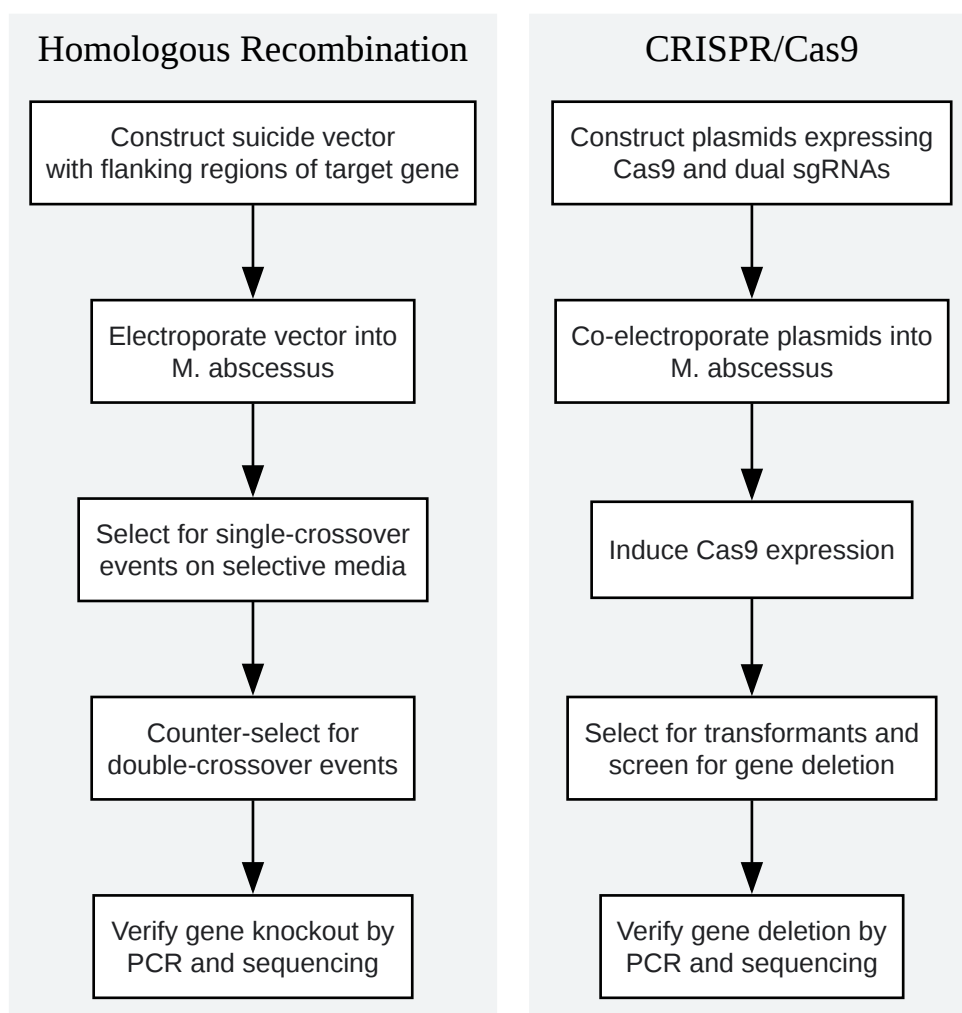 Homologous Recombination
Construct suicide vector
with flanking regions of target gene
Electroporate vector into
M. abscessus
Select for single-crossover
events on selective media
Counter-select for
double-crossover events
Verify gene knockout by
PCR and sequencing
CRISPR/Cas9
Construct plasmids expressing
Cas9 and dual sgRNAs
Co-electroporate plasmids into
M. abscessus
Induce Cas9 expression
Select for transformants and
screen for gene deletion
Verify gene deletion by
PCR and sequencing